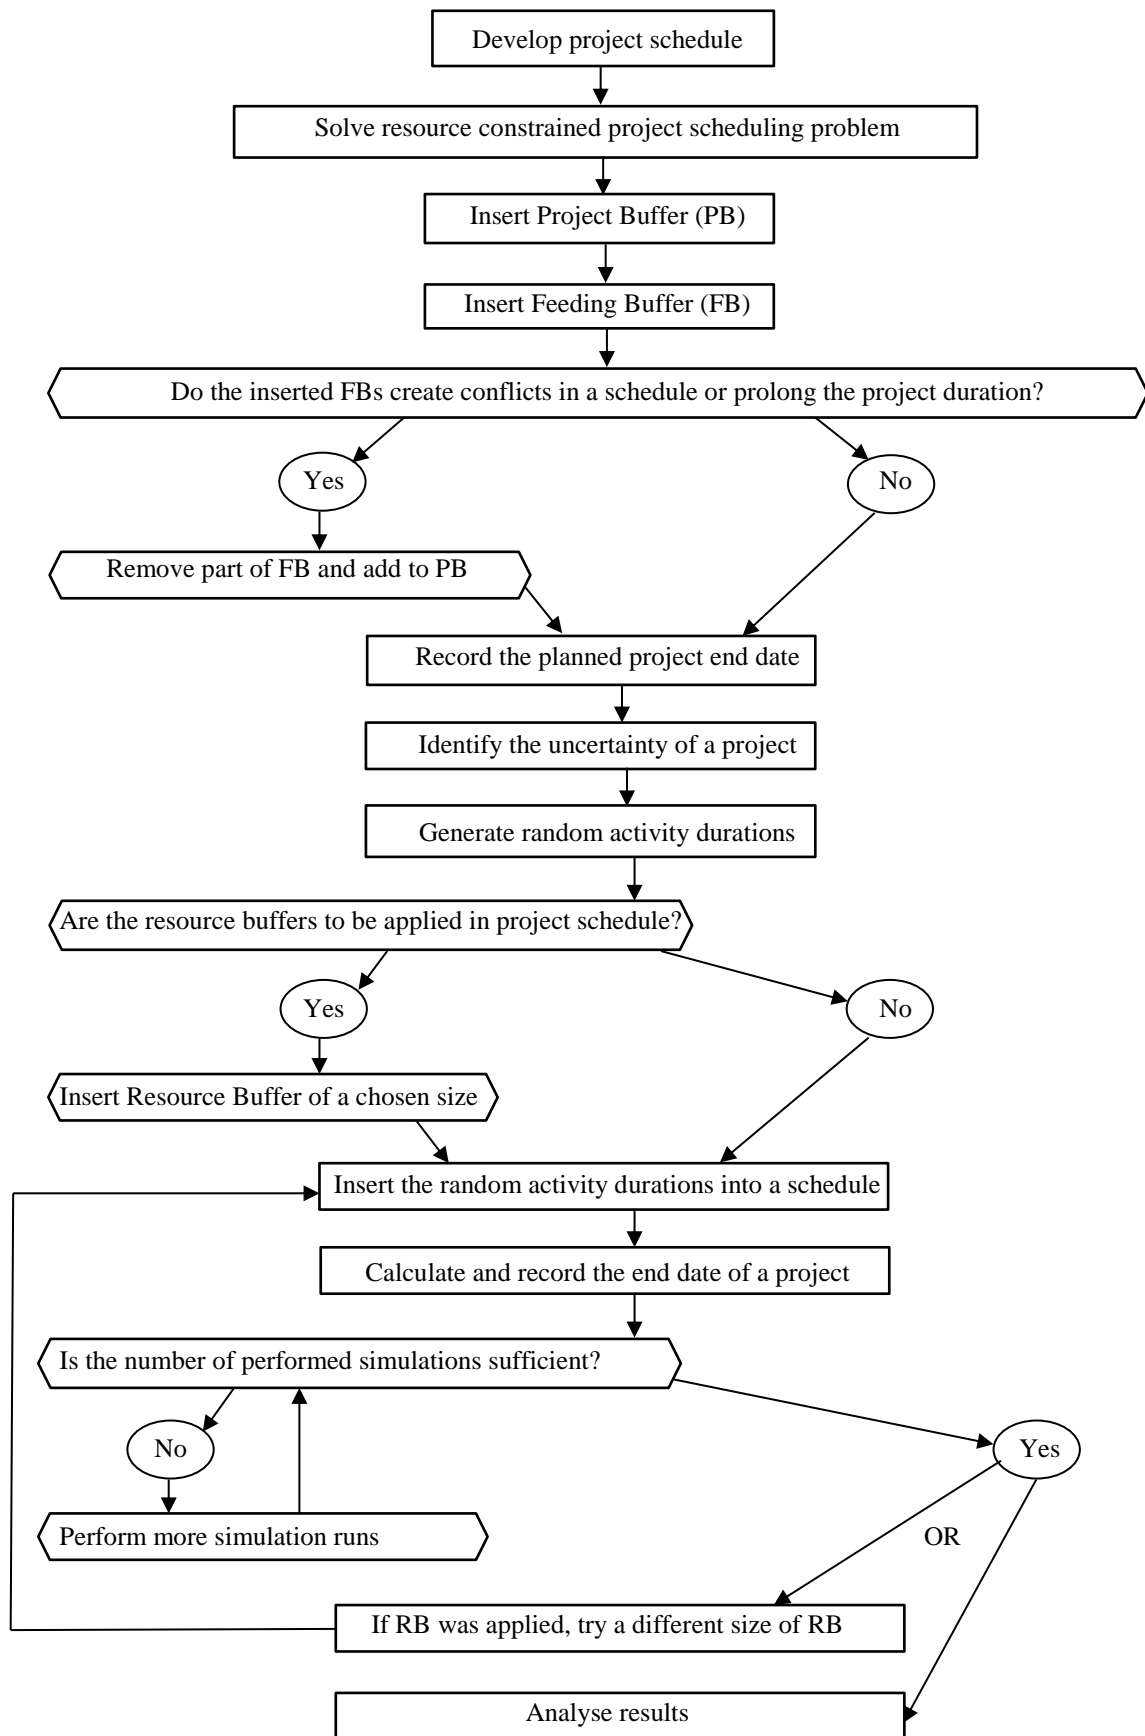 Develop project schedule
Solve resource constrained project scheduling problem
Insert Project Buffer (PB)
Insert Feeding Buffer (FB)
Do the inserted FBs create conflicts in a schedule or prolong the project duration?
Yes
No
Remove part of FB and add to PB
Record the planned project end date
Identify the uncertainty of a project
Generate random activity durations
Are the resource buffers to be applied in project schedule?
Yes
No
Insert Resource Buffer of a chosen size
Insert the random activity durations into a schedule
Calculate and record the end date of a project
Is the number of performed simulations sufficient?
No
Yes
Perform more simulation runs
OR
If RB was applied, try a different size of RB
Analyse results